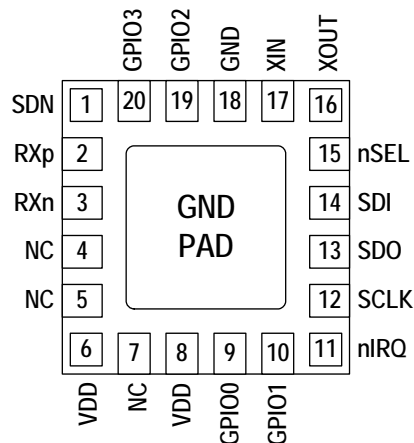 GPIO3
GPIO2
GND
XIN
XOUT
SDN 1 20 19 18 17 16
RXp 2 15 nSEL
RXn 3 GND 14 SDI
NC 4 PAD 13 SDO
NC 5 12 SCLK
6 7 8 9 10 11 nIRQ
VDD
NC
VDD
GPIO0
GPIO1